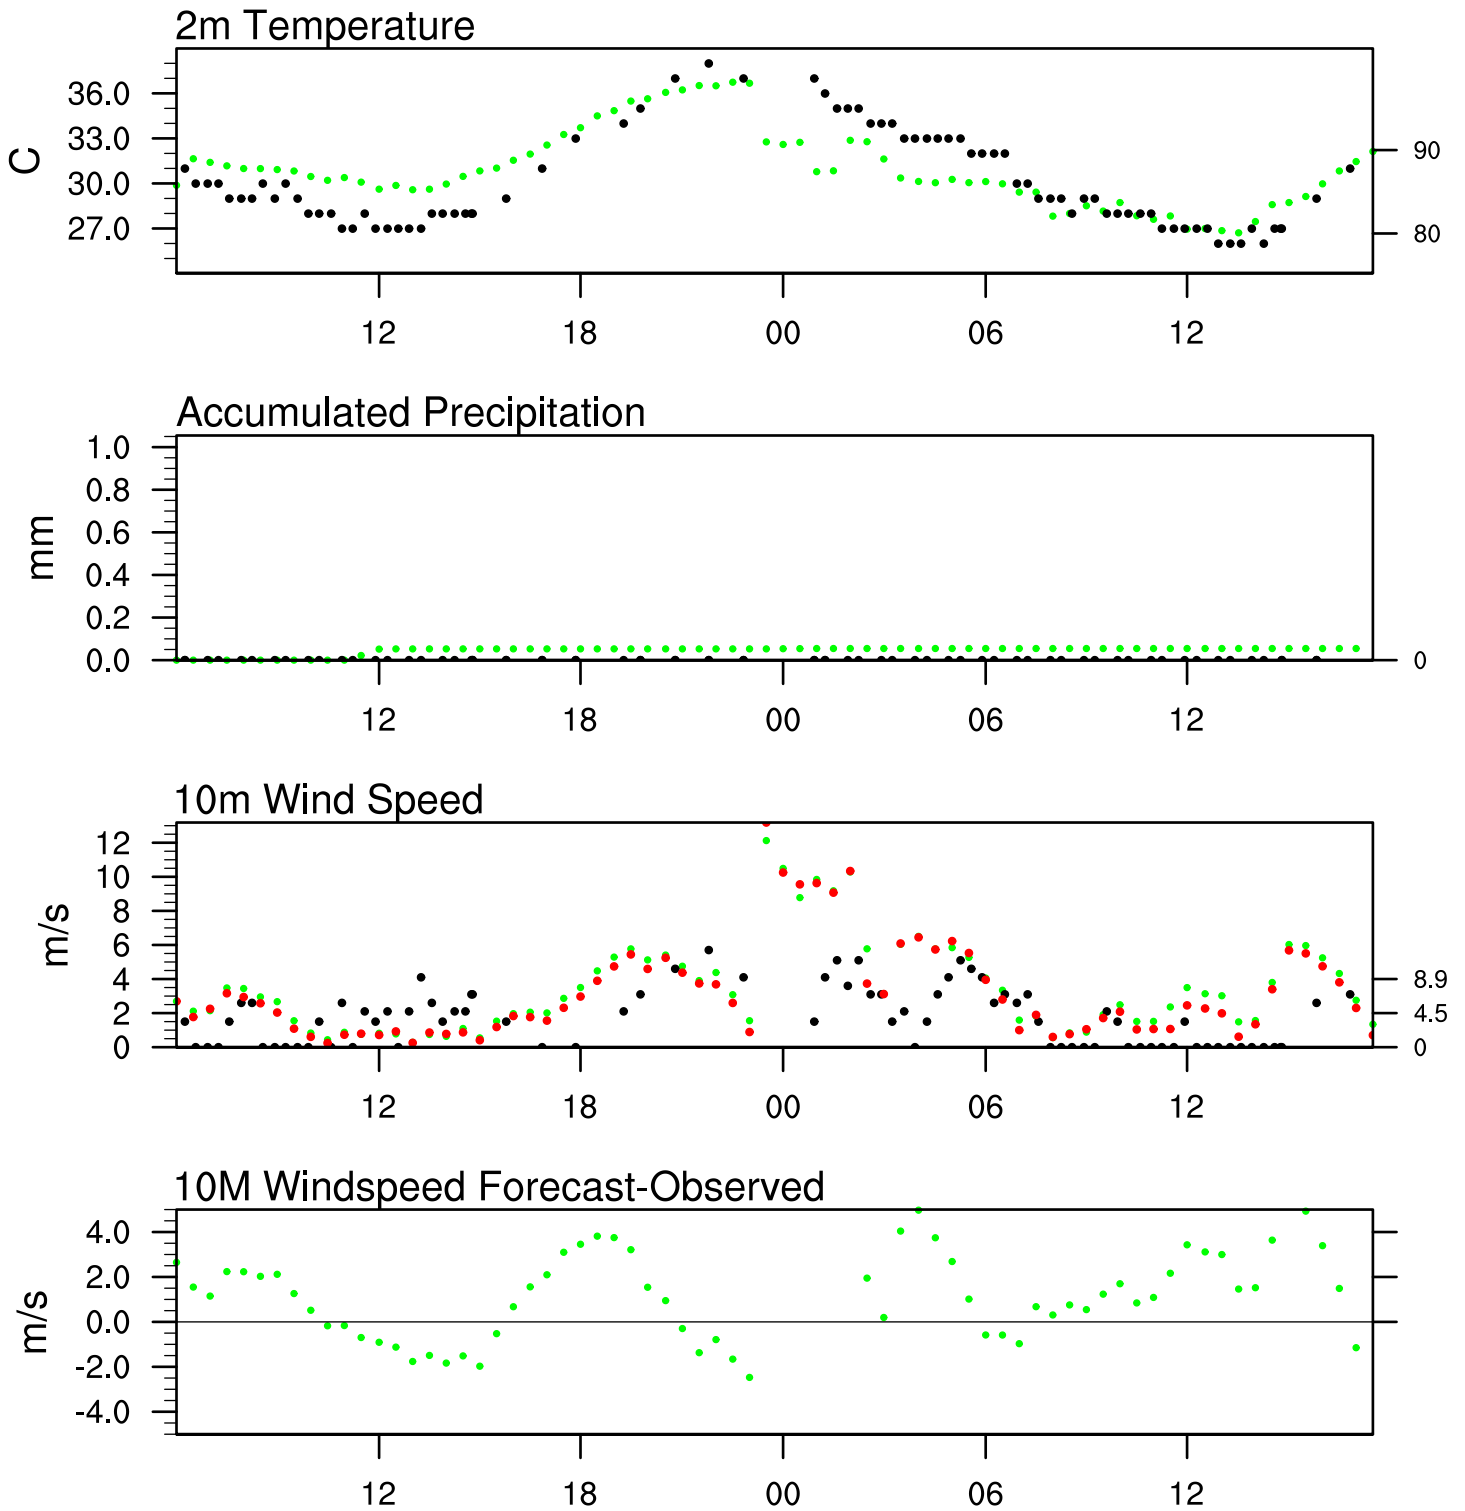 2m Temperature
36.0
33.0
30.0
27.0
C
90
80
12 18 00 06 12
Accumulated Precipitation
1.0
0.8
0.6
0.4
0.2
0.0
mm
0
12 18 00 06 12
10m Wind Speed
12
10
8
6
4
2
0
m/s
8.9
4.5
0
12 18 00 06 12
10M Windspeed Forecast-Observed
4.0
2.0
0.0
-2.0
-4.0
m/s
12 18 00 06 12